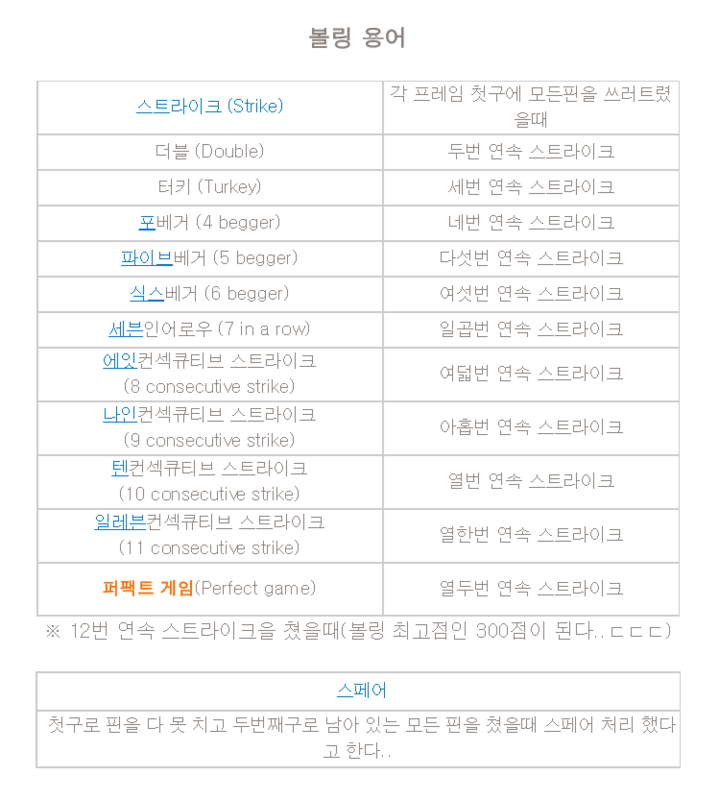 볼링 용어
스트라이크 (Strike)
각 프레임 첫구에 모든핀을 쓰러트렸
을때
더블 (Double)
두번 연속 스트라이크
터키 (Turkey)
세번 연속 스트라이크
포베거 (4 begger)
네번 연속 스트라이크
파이브베거 (5 begger)
다섯번 연속 스트라이크
식스베거 (6 begger)
여섯번 연속 스트라이크
세븐인어로우 (7 in a row)
일곱번 연속 스트라이크
에잇컨섹큐티브 스트라이크
(8 consecutive strike)
여덟번 연속 스트라이크
나인컨섹큐티브 스트라이크
(9 consecutive strike)
아홉번 연속 스트라이크
텐컨섹큐티브 스트라이크
(10 consecutive strike)
열번 연속 스트라이크
일레븐컨섹큐티브 스트라이크
(11 consecutive strike)
열한번 연속 스트라이크
퍼팩트 게임(Perfect game)
열두번 연속 스트라이크
※ 12번 연속 스트라이크을 쳤을때(볼링 최고점인 300점이 된다..ㄷㄷㄷ)
스페어
첫구로 핀을 다 못 치고 두번째구로 남아 있는 모든 핀을 쳤을때 스페어 처리 했다
고 한다..